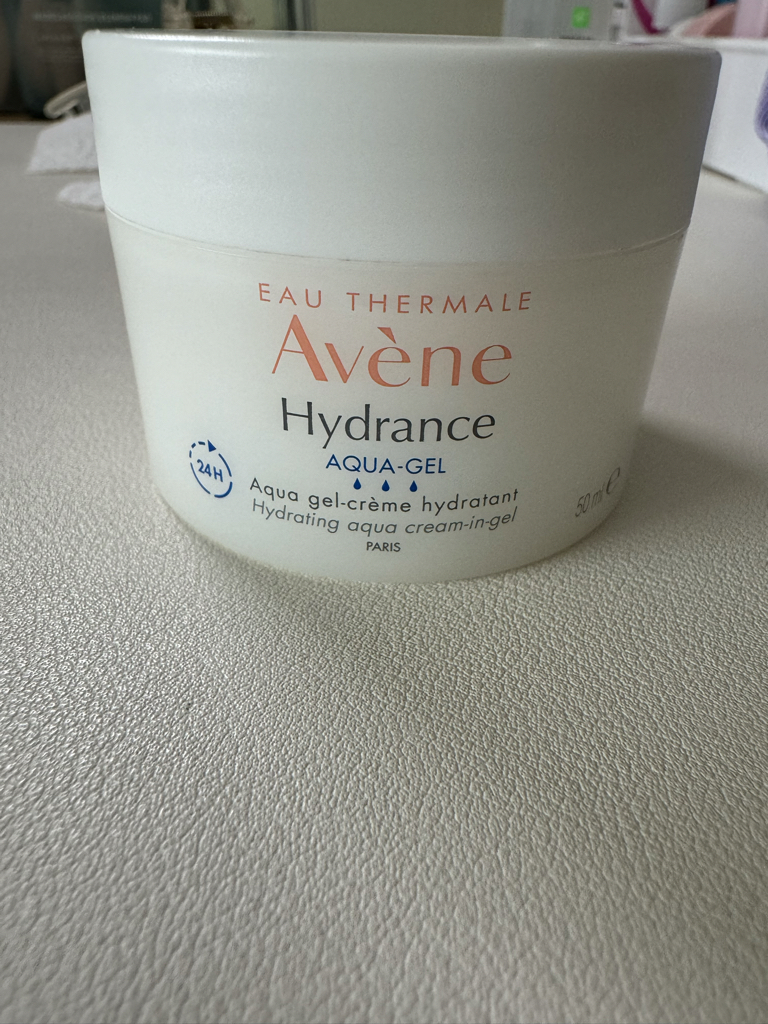 EAU THERMALE
Avène
Hydrance
AQUA-GEL
24H
Aqua gel-crème hydratant
Hydrating aqua cream-in-gel
PARIS
50 ml ℮